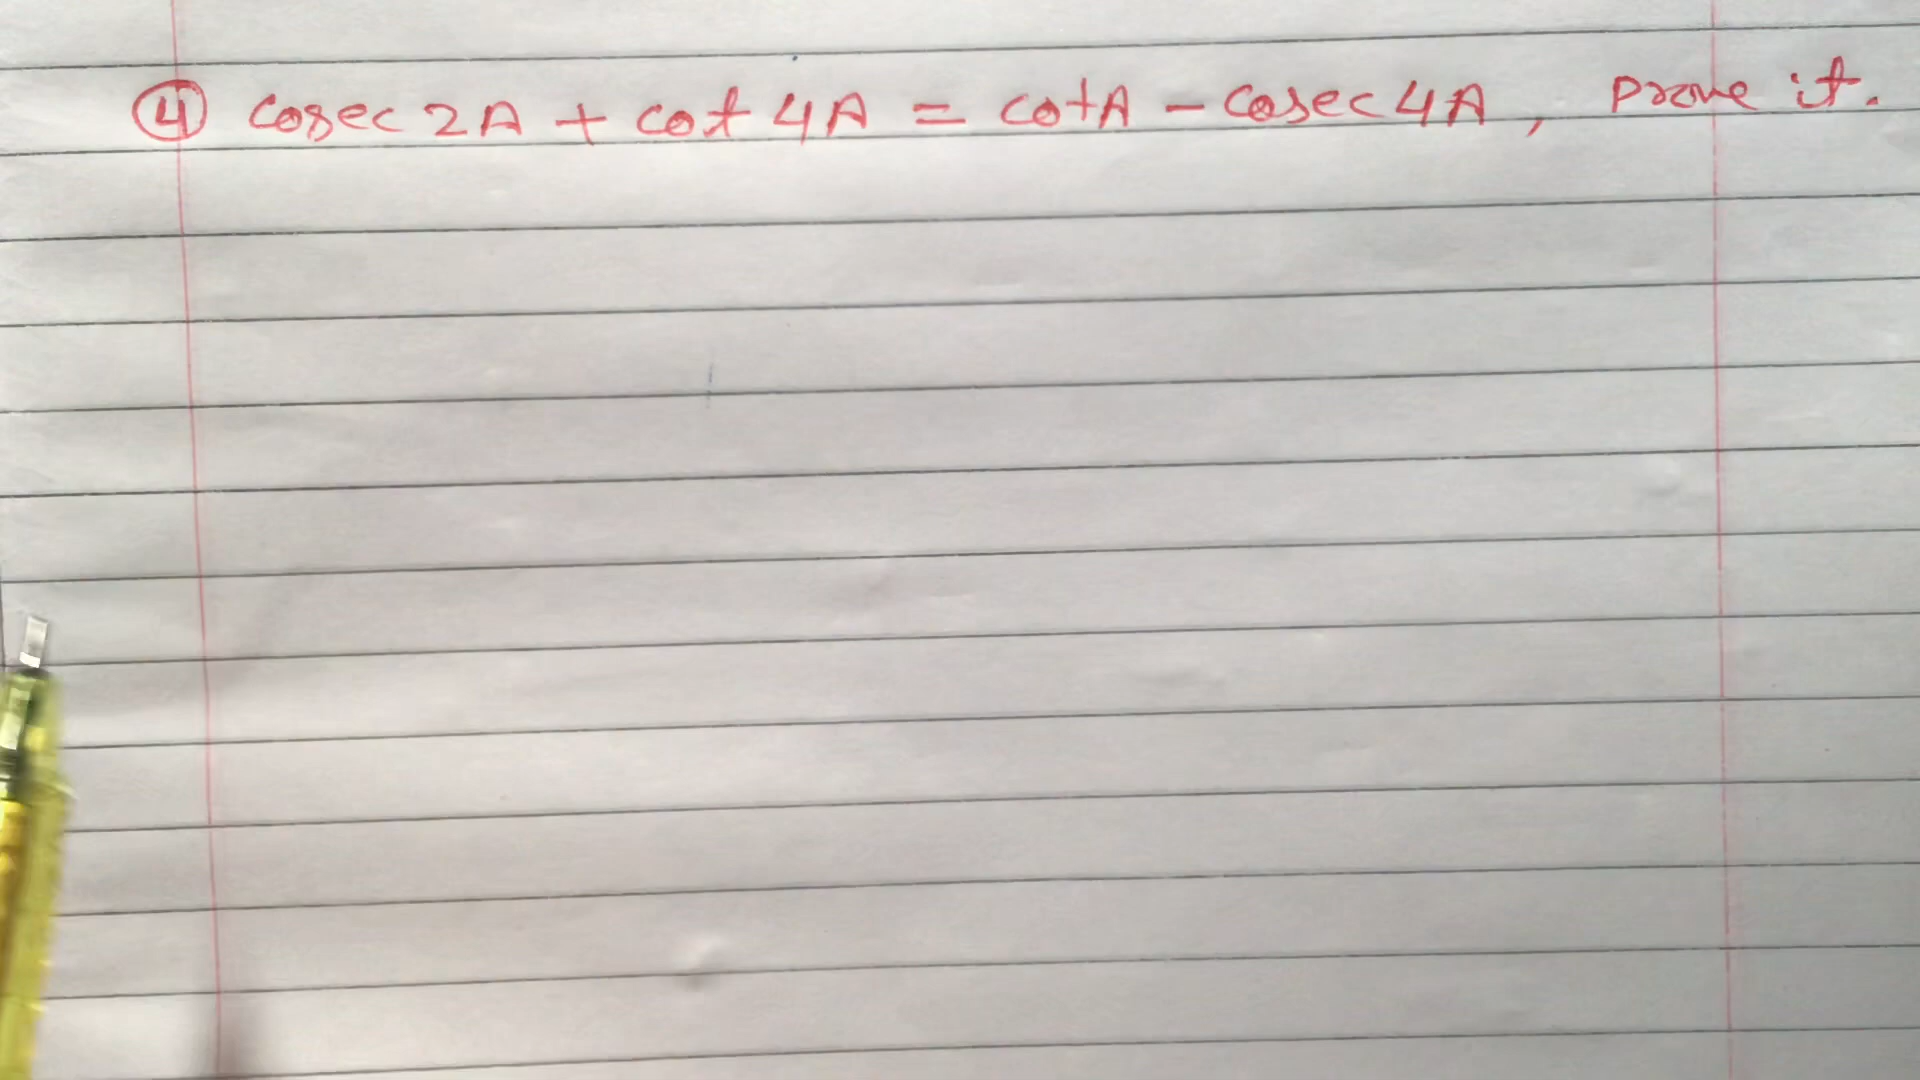 ④ cosec 2A + cot 4A = cotA - cosec 4A, prove it.